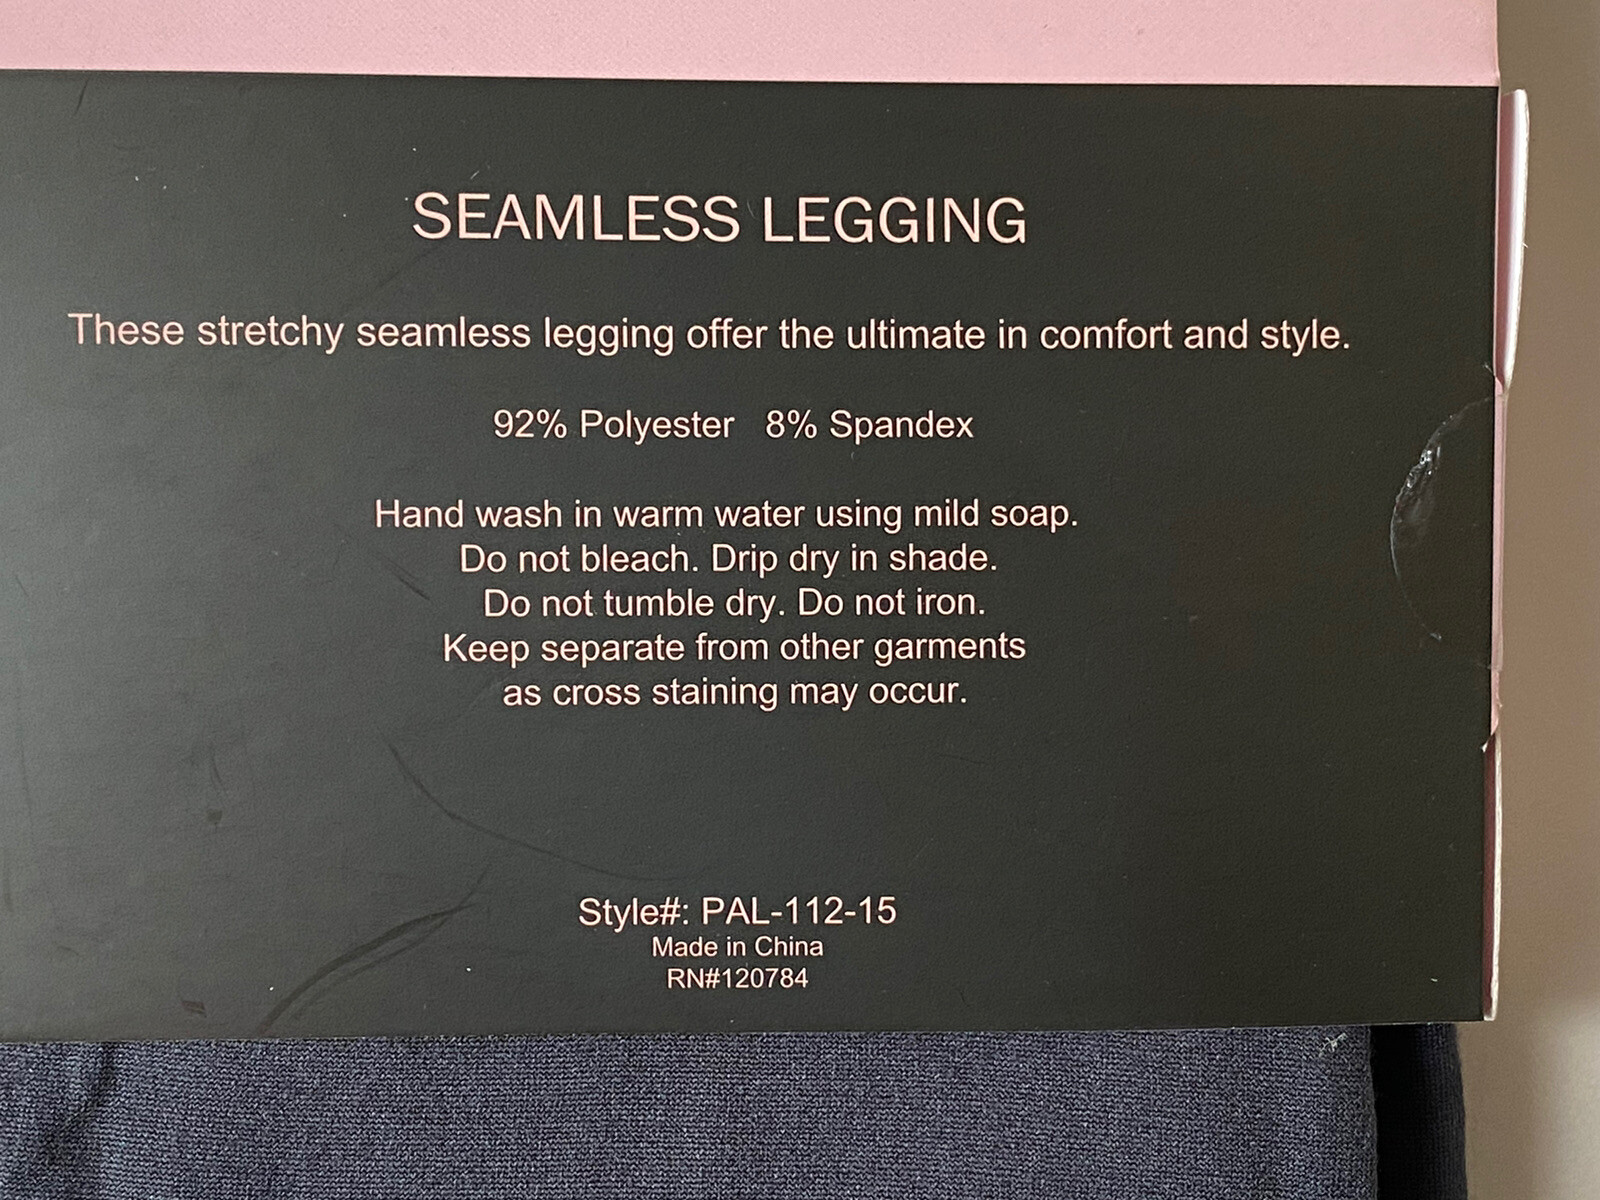 SEAMLESS LEGGING
These stretchy seamless legging offer the ultimate in comfort and style.
92% Polyester 8% Spandex
Hand wash in warm water using mild soap.
Do not bleach. Drip dry in shade.
Do not tumble dry. Do not iron.
Keep separate from other garments
as cross staining may occur.
Style#: PAL-112-15
Made in China
RN#120784